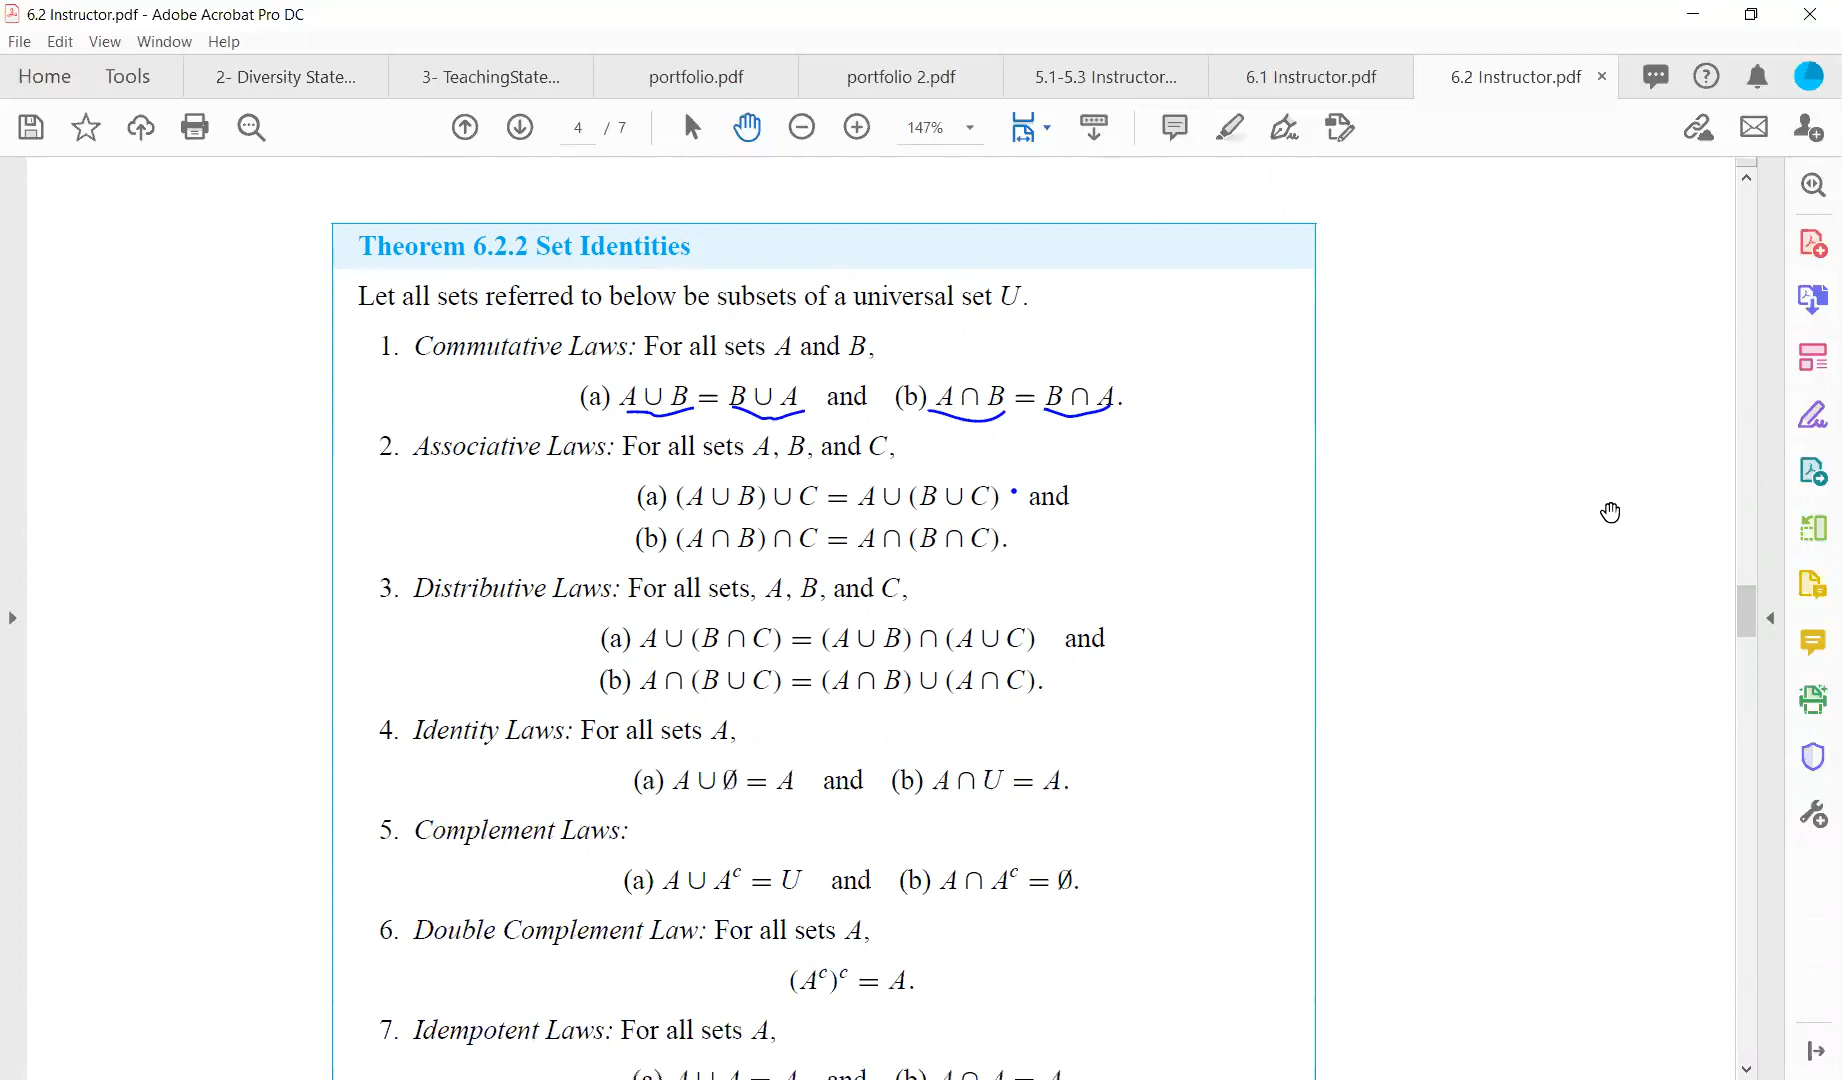 6.2 Instructor.pdf - Adobe Acrobat Pro DC
File Edit View Window Help
Home Tools 2- Diversity State... 3- TeachingState... portfolio.pdf portfolio 2.pdf 5.1-5.3 Instructor... 6.1 Instructor.pdf 6.2 Instructor.pdf ×
4 / 7 147%
Theorem 6.2.2 Set Identities
Let all sets referred to below be subsets of a universal set U.
1. Commutative Laws: For all sets A and B,
(a) A ∪ B = B ∪ A and (b) A ∩ B = B ∩ A.
2. Associative Laws: For all sets A, B, and C,
(a) (A ∪ B) ∪ C = A ∪ (B ∪ C) and
(b) (A ∩ B) ∩ C = A ∩ (B ∩ C).
3. Distributive Laws: For all sets, A, B, and C,
(a) A ∪ (B ∩ C) = (A ∪ B) ∩ (A ∪ C) and
(b) A ∩ (B ∪ C) = (A ∩ B) ∪ (A ∩ C).
4. Identity Laws: For all sets A,
(a) A ∪ ∅ = A and (b) A ∩ U = A.
5. Complement Laws:
(a) A ∪ Aᶜ = U and (b) A ∩ Aᶜ = ∅.
6. Double Complement Law: For all sets A,
(Aᶜ)ᶜ = A.
7. Idempotent Laws: For all sets A,
(a) A ∪ A = A and (b) A ∩ A = A